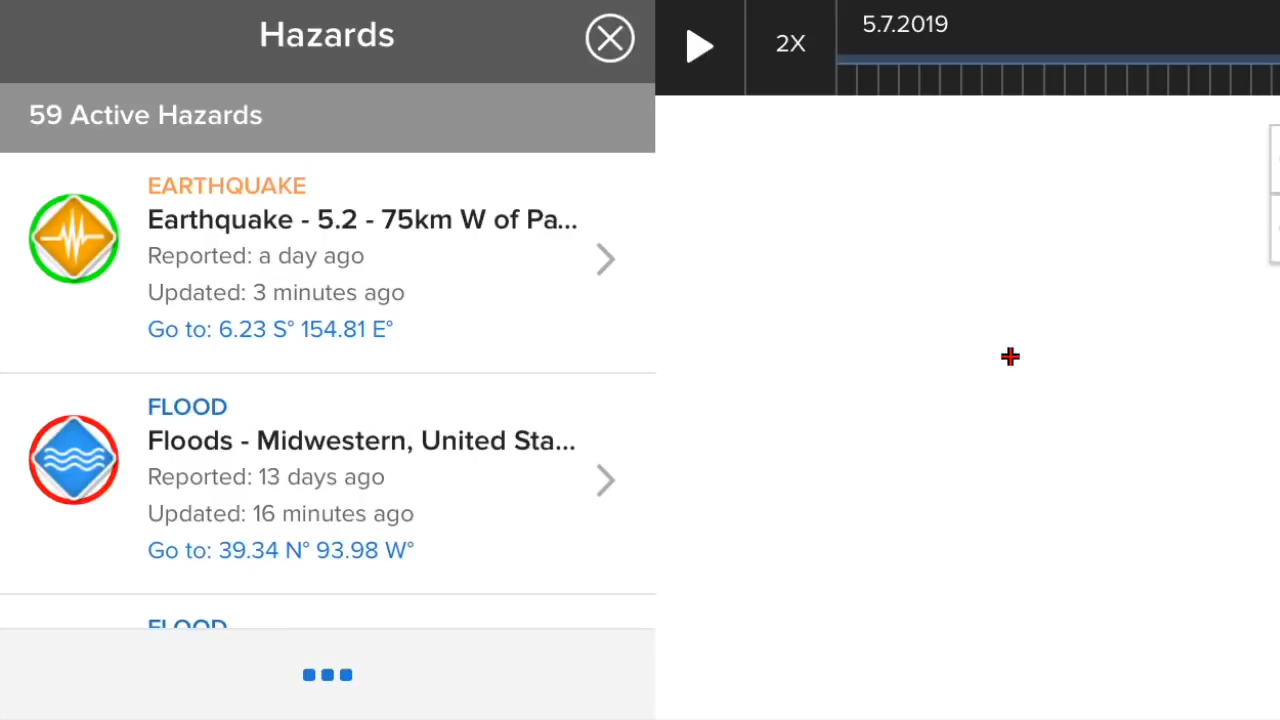 Hazards
59 Active Hazards
EARTHQUAKE
Earthquake - 5.2 - 75km W of Pa...
Reported: a day ago
Updated: 3 minutes ago
Go to: 6.23 S° 154.81 E°
FLOOD
Floods - Midwestern, United Sta...
Reported: 13 days ago
Updated: 16 minutes ago
Go to: 39.34 N° 93.98 W°
FLOOD
2X
5.7.2019